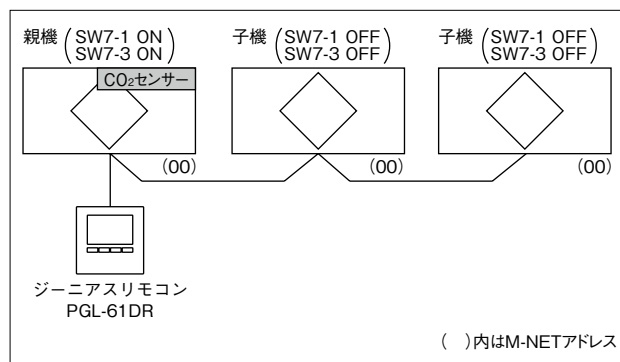 親機 (SW7-1 ON
SW7-3 ON)
子機 (SW7-1 OFF
SW7-3 OFF)
子機 (SW7-1 OFF
SW7-3 OFF)
CO₂センサー
(00)
(00)
(00)
ジーニアスリモコン
PGL-61DR
( )内はM-NETアドレス